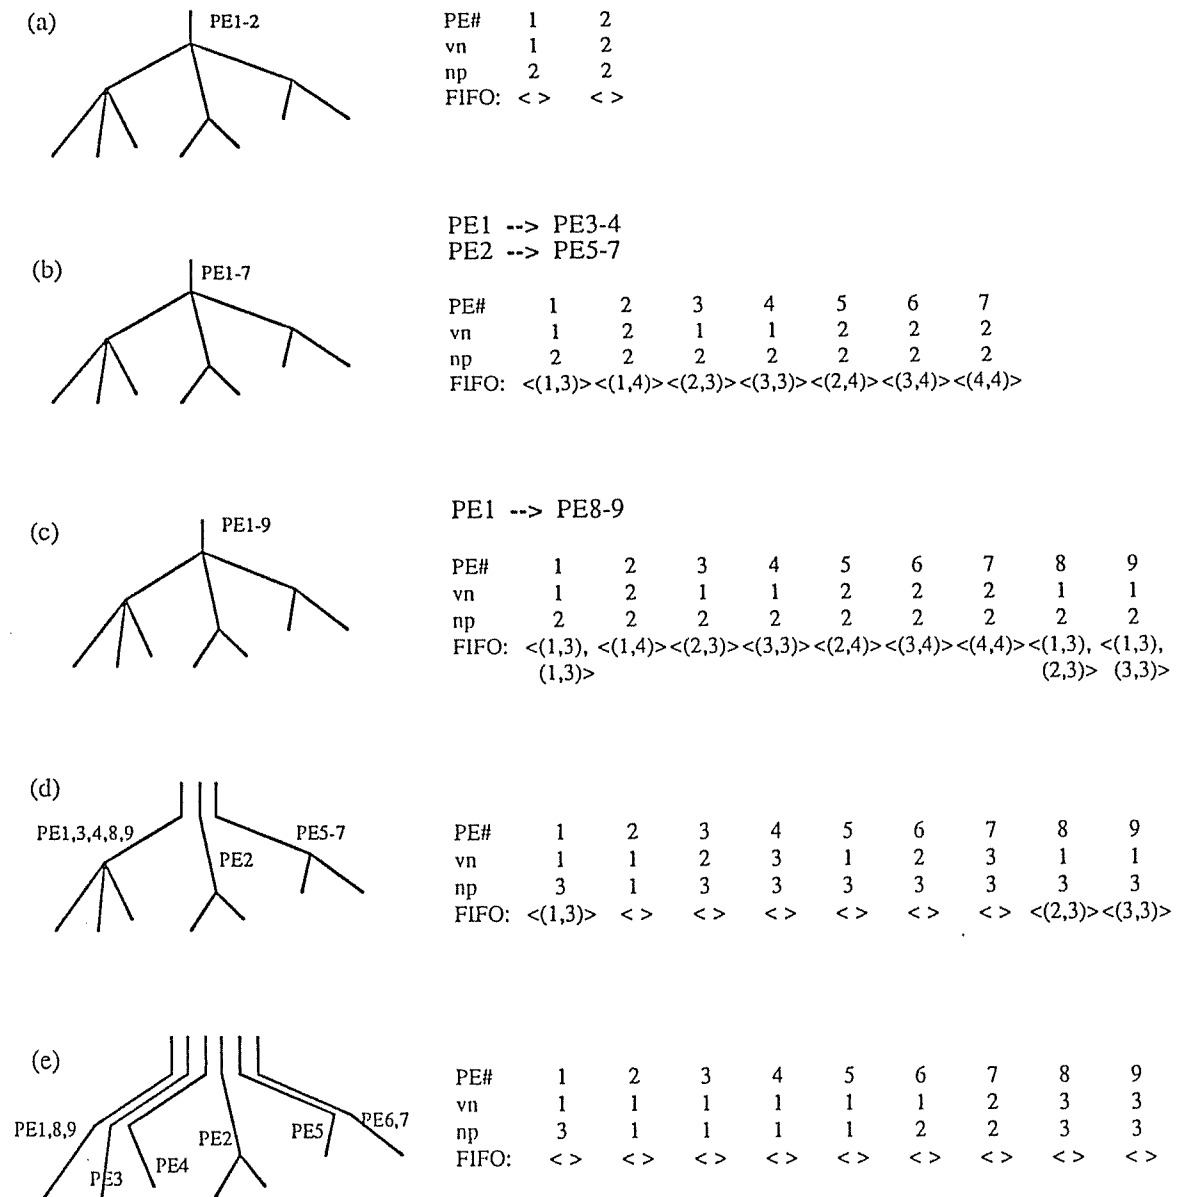 (a)
PE1-2
PE# 1 2
vn 1 2
np 2 2
FIFO: < > < >
PE1 --> PE3-4
PE2 --> PE5-7
(b)
PE1-7
PE# 1 2 3 4 5 6 7
vn 1 2 1 1 2 2 2
np 2 2 2 2 2 2 2
FIFO: <(1,3)> <(1,4)> <(2,3)> <(3,3)> <(2,4)> <(3,4)> <(4,4)>
PE1 --> PE8-9
(c)
PE1-9
PE# 1 2 3 4 5 6 7 8 9
vn 1 2 1 1 2 2 2 1 1
np 2 2 2 2 2 2 2 2 2
FIFO: <(1,3), <(1,4)> <(2,3)> <(3,3)> <(2,4)> <(3,4)> <(4,4)> <(1,3), <(1,3),
(1,3)> (2,3)> (3,3)>
(d)
PE1,3,4,8,9
PE2
PE5-7
PE# 1 2 3 4 5 6 7 8 9
vn 1 1 2 3 1 2 3 1 1
np 3 1 3 3 3 3 3 3 3
FIFO: <(1,3)> < > < > < > < > < > < > <(2,3)> <(3,3)>
(e)
PE1,8,9
PE3
PE4
PE2
PE5
PE6,7
PE# 1 2 3 4 5 6 7 8 9
vn 1 1 1 1 1 1 2 3 3
np 3 1 1 1 1 2 2 3 3
FIFO: < > < > < > < > < > < > < > < > < >